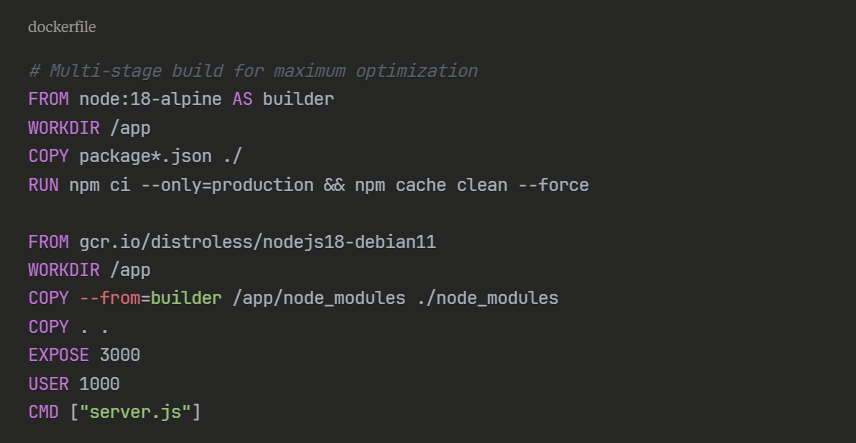 dockerfile
# Multi-stage build for maximum optimization
FROM node:18-alpine AS builder
WORKDIR /app
COPY package*.json ./
RUN npm ci --only=production && npm cache clean --force
FROM gcr.io/distroless/nodejs18-debian11
WORKDIR /app
COPY --from=builder /app/node_modules ./node_modules
COPY . .
EXPOSE 3000
USER 1000
CMD ["server.js"]